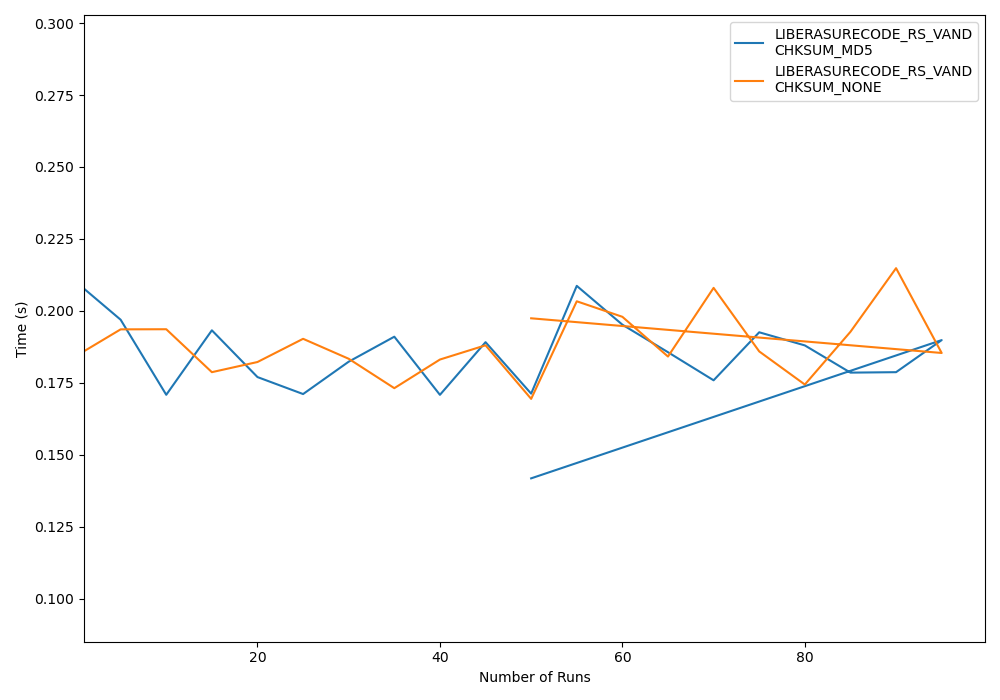 0.300
0.275
0.250
0.225
0.200
0.175
0.150
0.125
0.100
Time (s)
20
40
60
80
Number of Runs
LIBERASURECODE_RS_VAND
CHKSUM_MD5
LIBERASURECODE_RS_VAND
CHKSUM_NONE